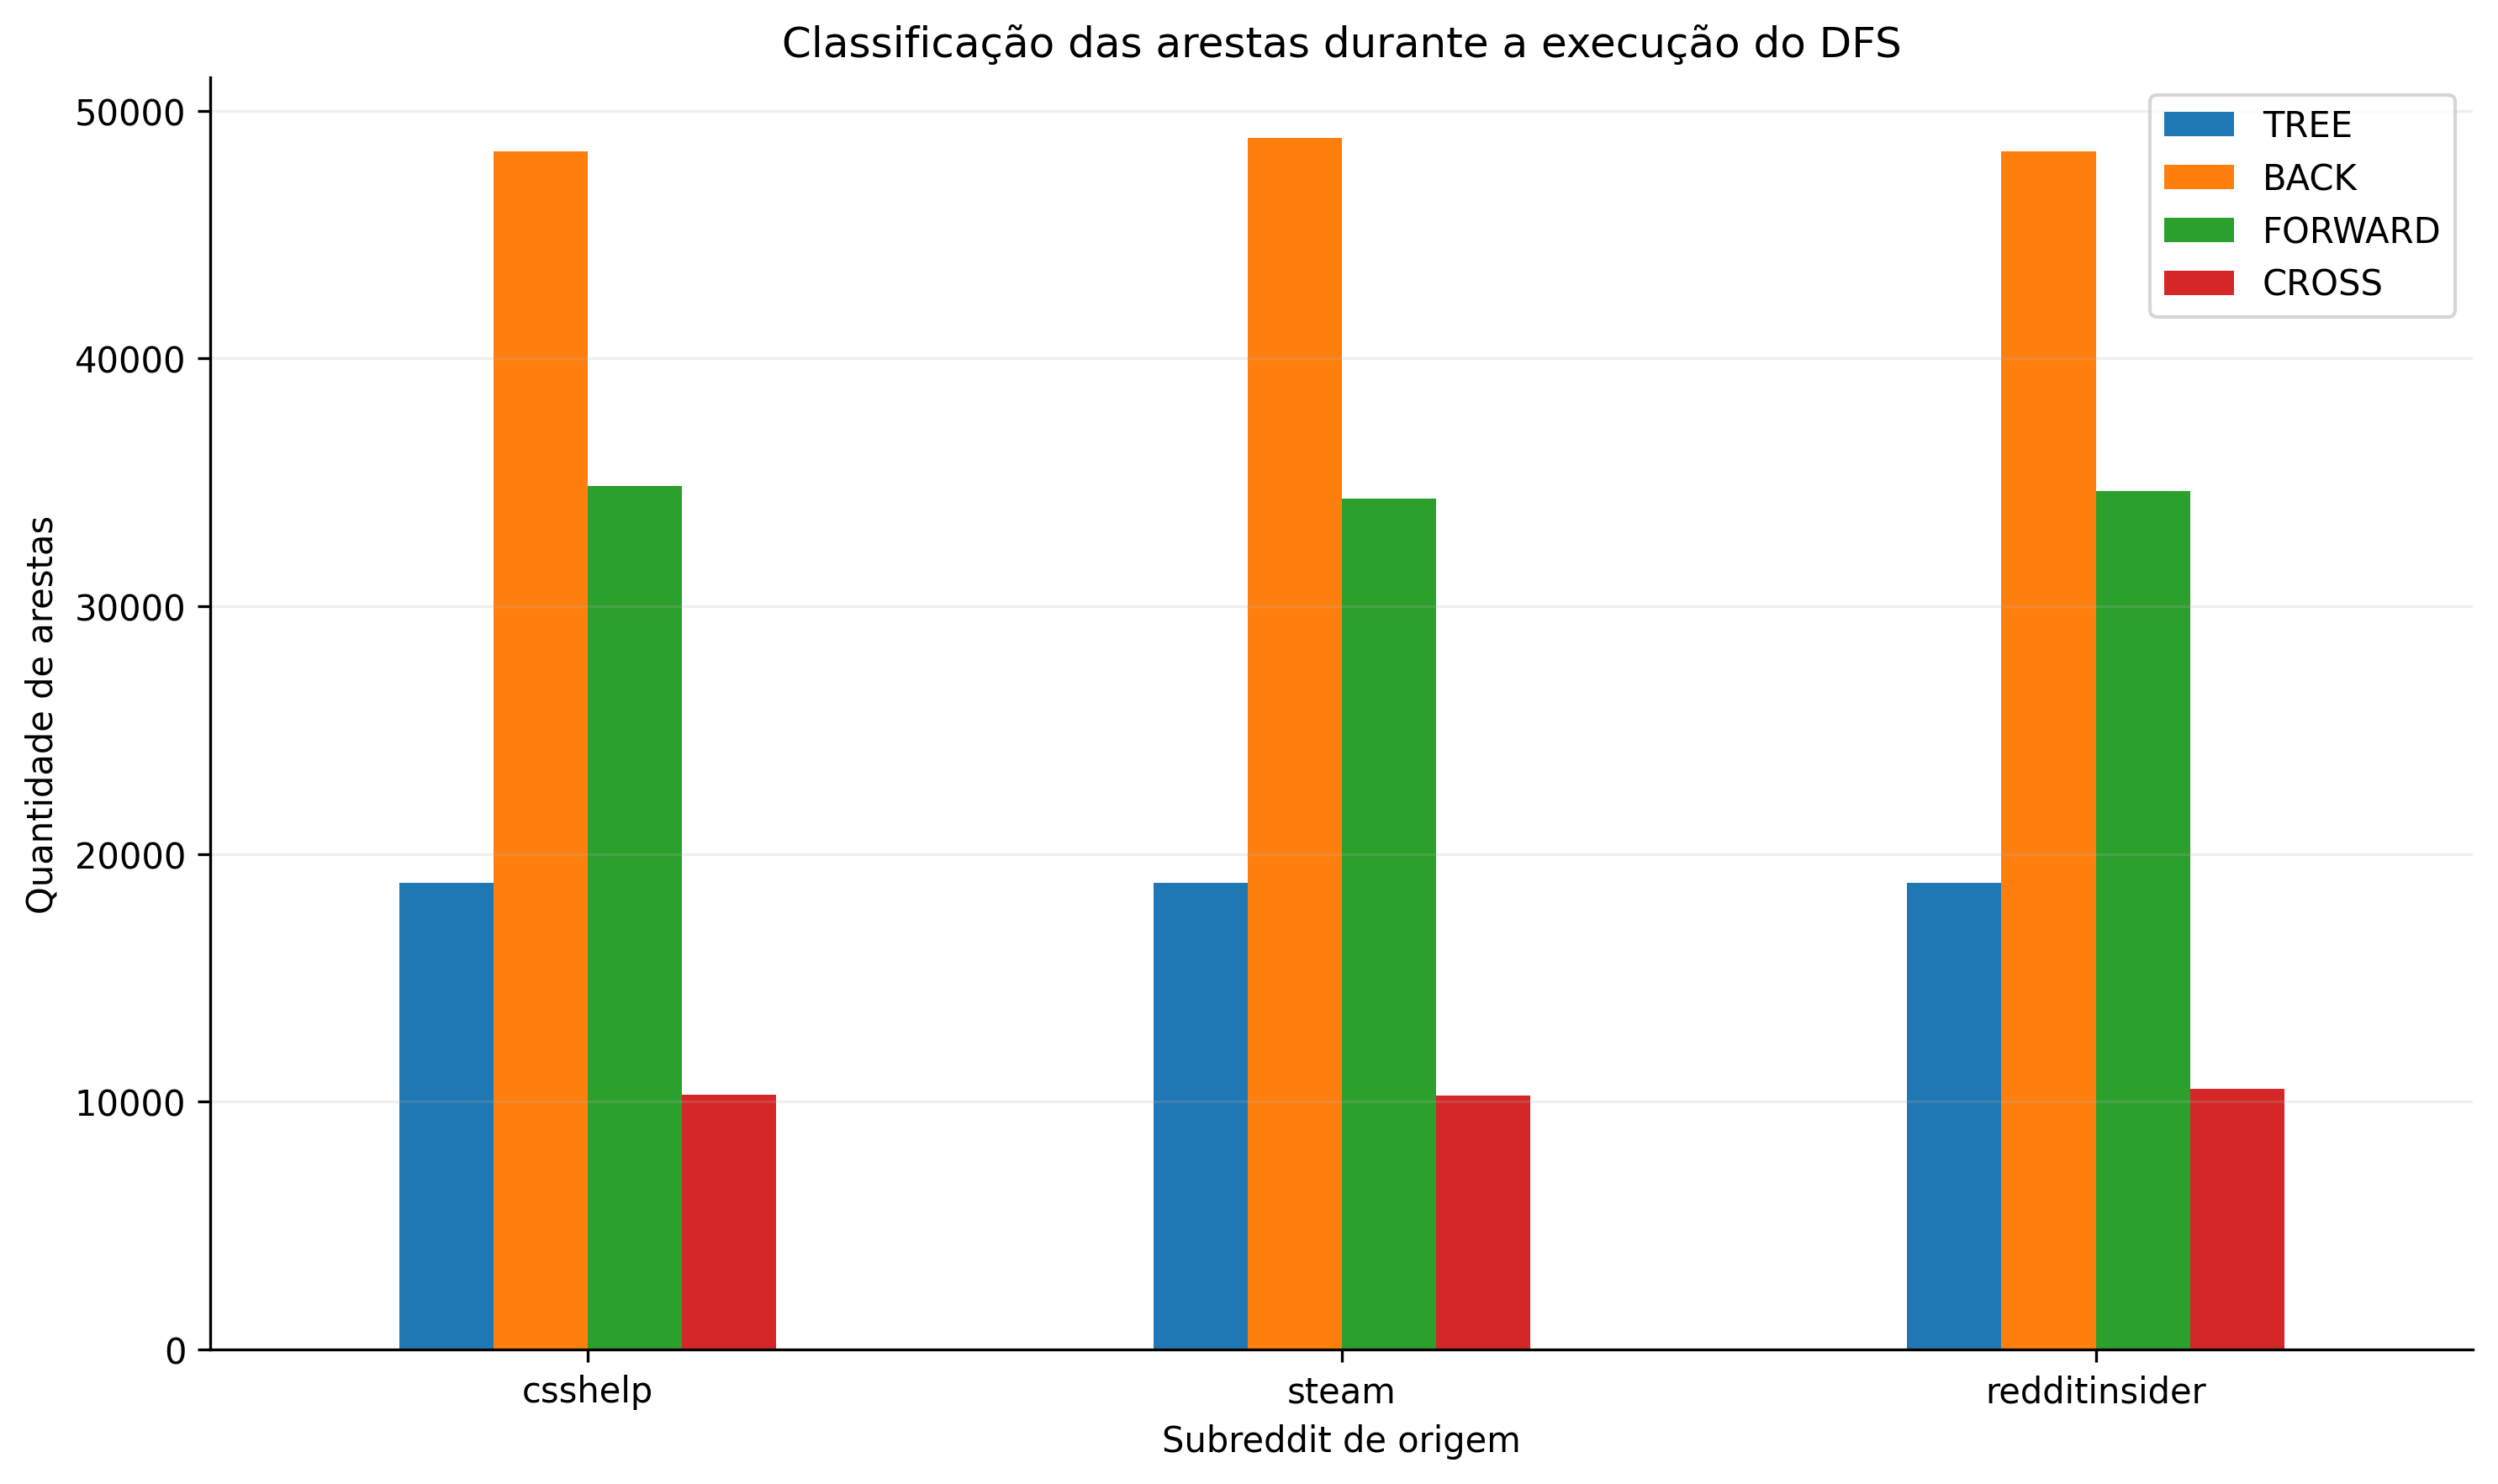 Classificação das arestas durante a execução do DFS
50000
40000
30000
20000
10000
0
Quantidade de arestas
TREE
BACK
FORWARD
CROSS
csshelp
steam
redditinsider
Subreddit de origem